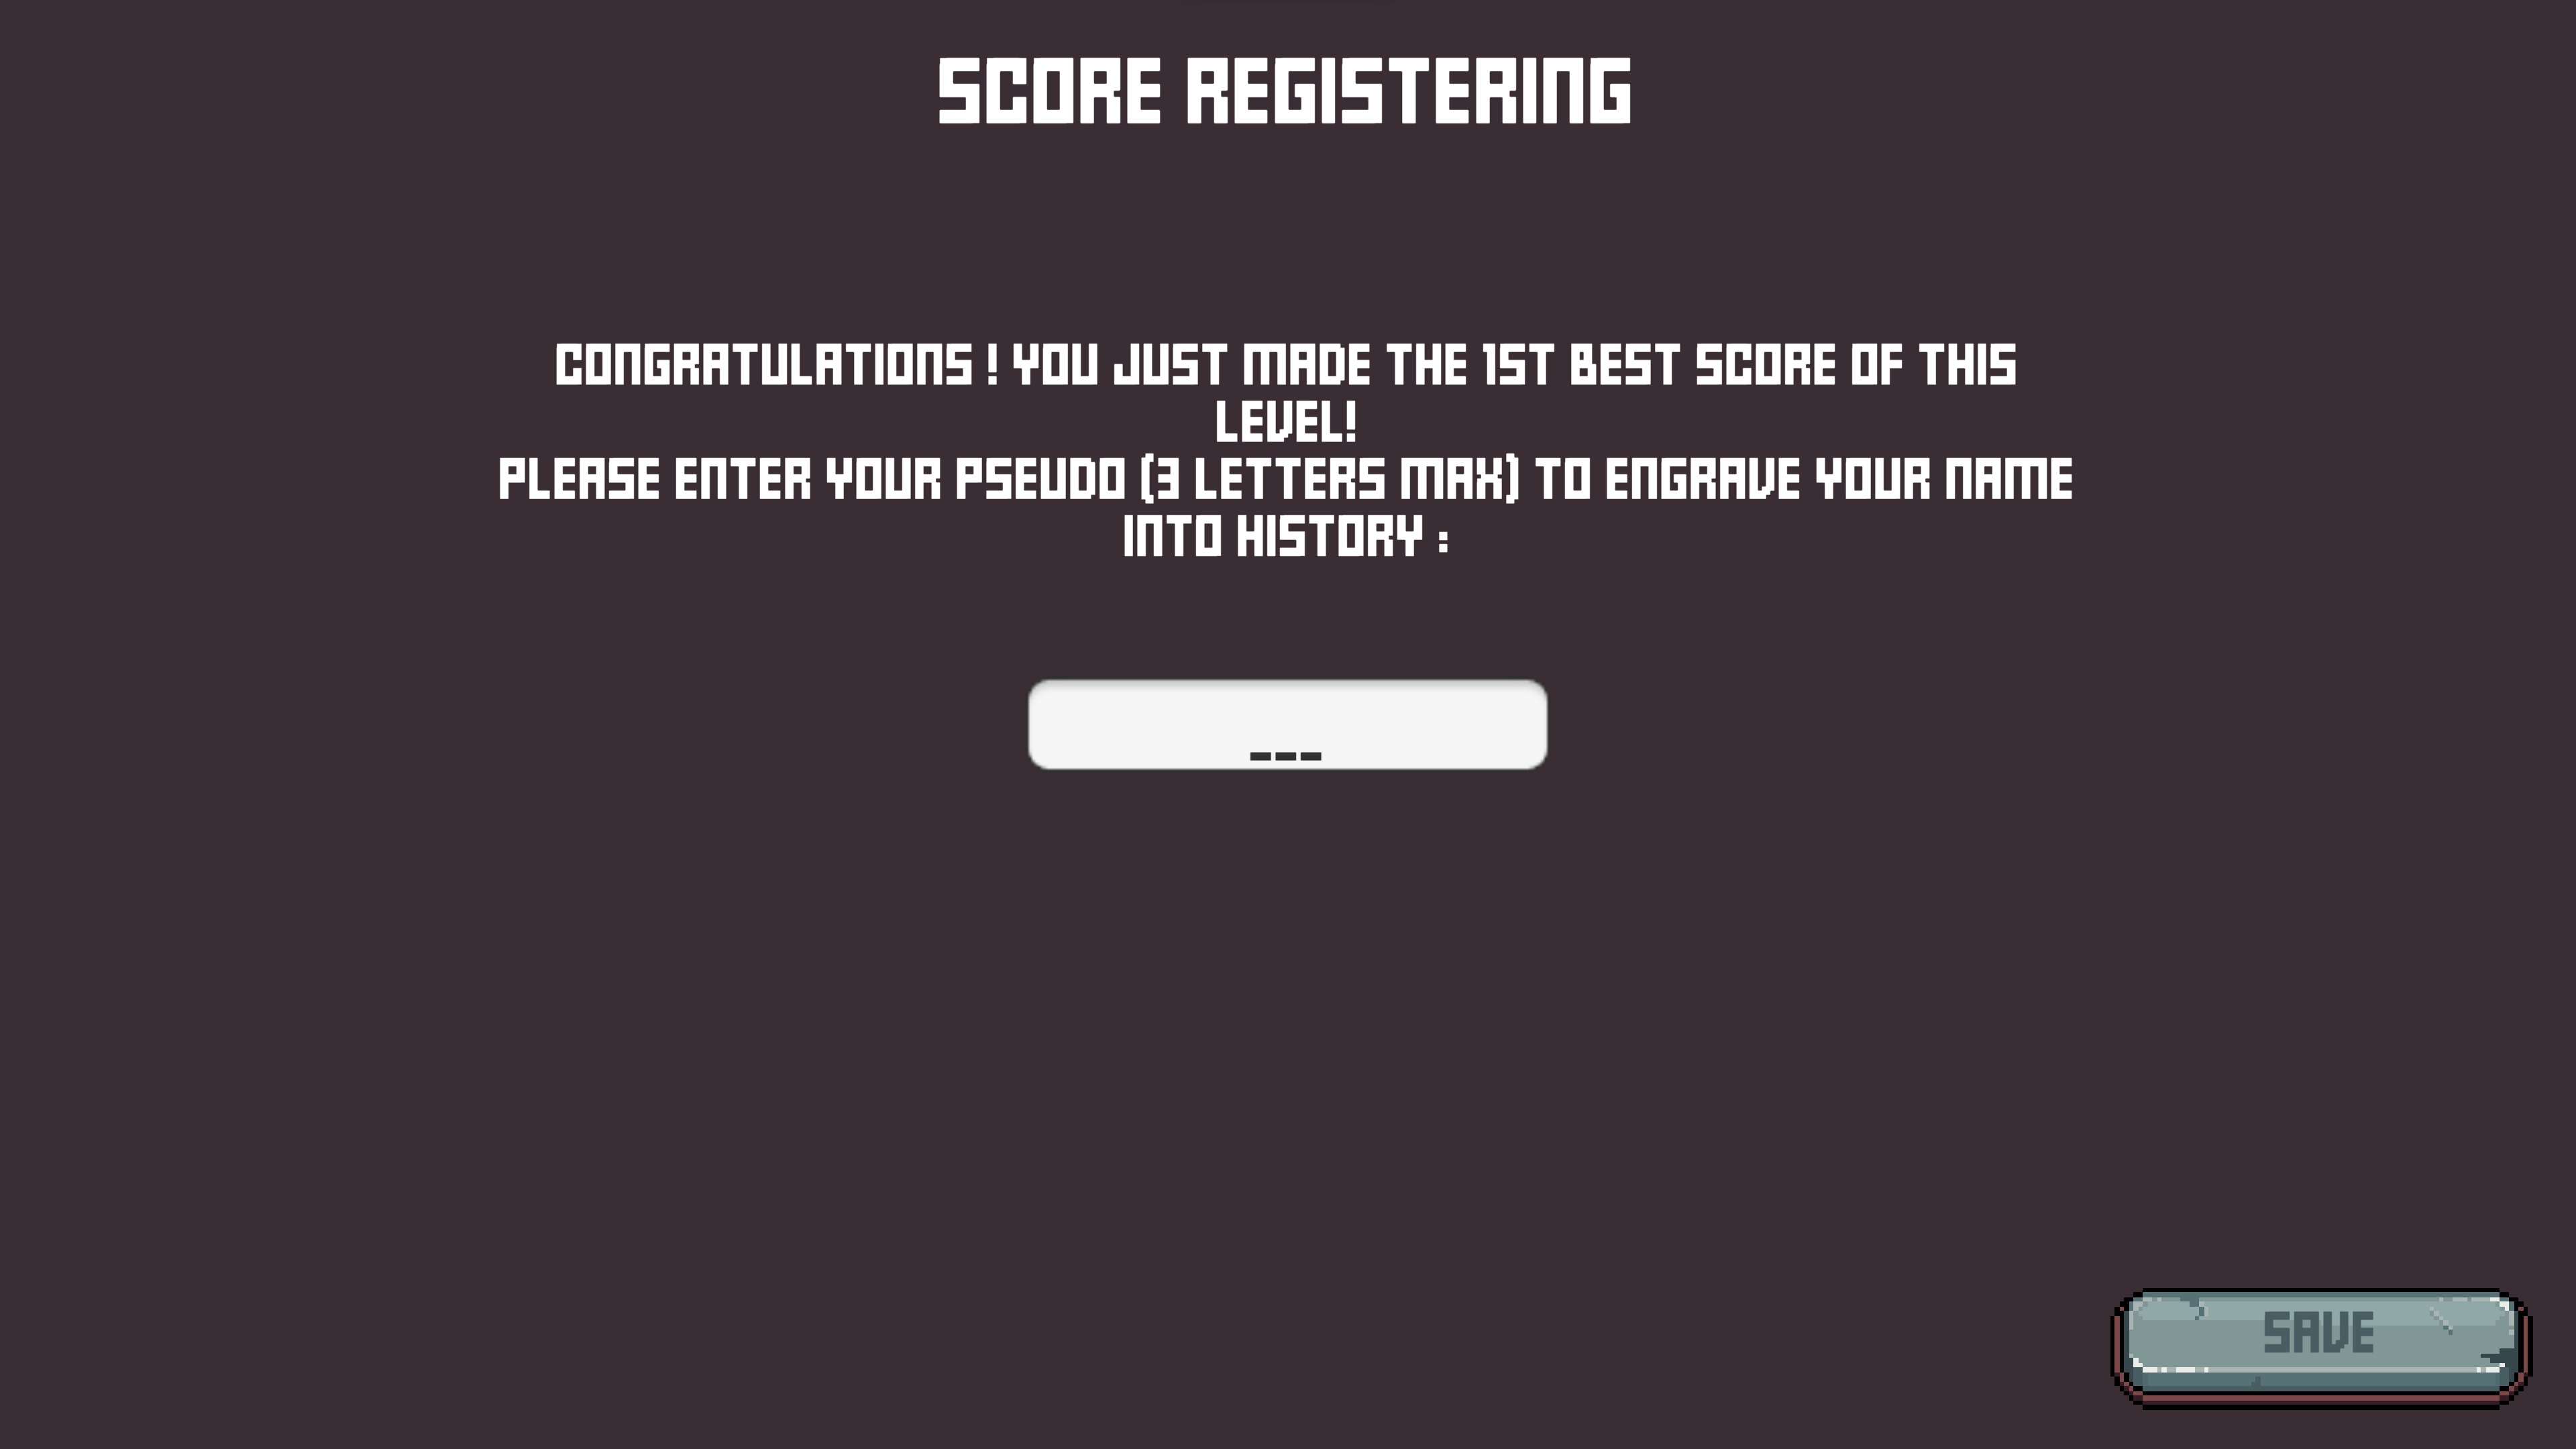 SCORE REGISTERING
CONGRATULATIONS ! YOU JUST MADE THE 1ST BEST SCORE OF THIS
LEVEL!
PLEASE ENTER YOUR PSEUDO (3 LETTERS MAX) TO ENGRAVE YOUR NAME
INTO HISTORY :
___
SAVE